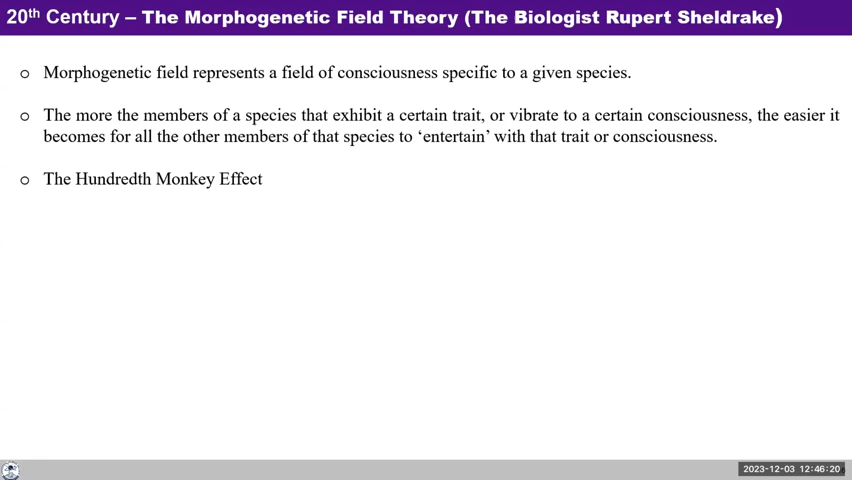 20th Century – The Morphogenetic Field Theory (The Biologist Rupert Sheldrake)
o Morphogenetic field represents a field of consciousness specific to a given species.
o The more the members of a species that exhibit a certain trait, or vibrate to a certain consciousness, the easier it
becomes for all the other members of that species to ‘entertain’ with that trait or consciousness.
o The Hundredth Monkey Effect
2023-12-03 12:46:20